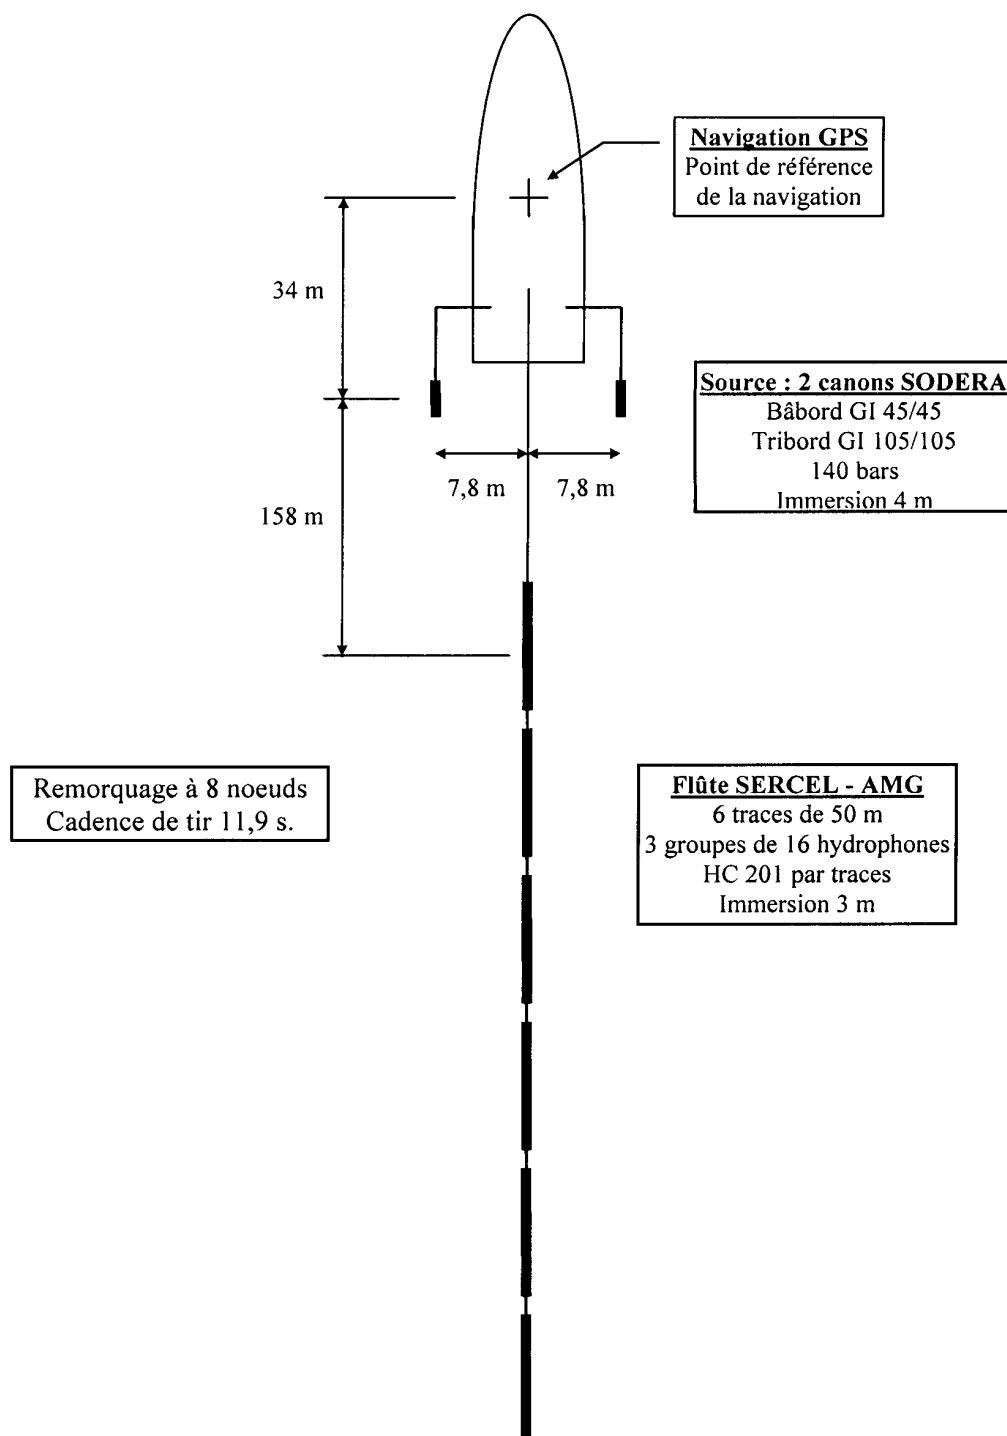 Navigation GPS
Point de référence
de la navigation
34 m
Source : 2 canons SODERA
Bâbord GI 45/45
Tribord GI 105/105
140 bars
Immersion 4 m
7,8 m
7,8 m
158 m
Remorquage à 8 noeuds
Cadence de tir 11,9 s.
Flûte SERCEL - AMG
6 traces de 50 m
3 groupes de 16 hydrophones
HC 201 par traces
Immersion 3 m